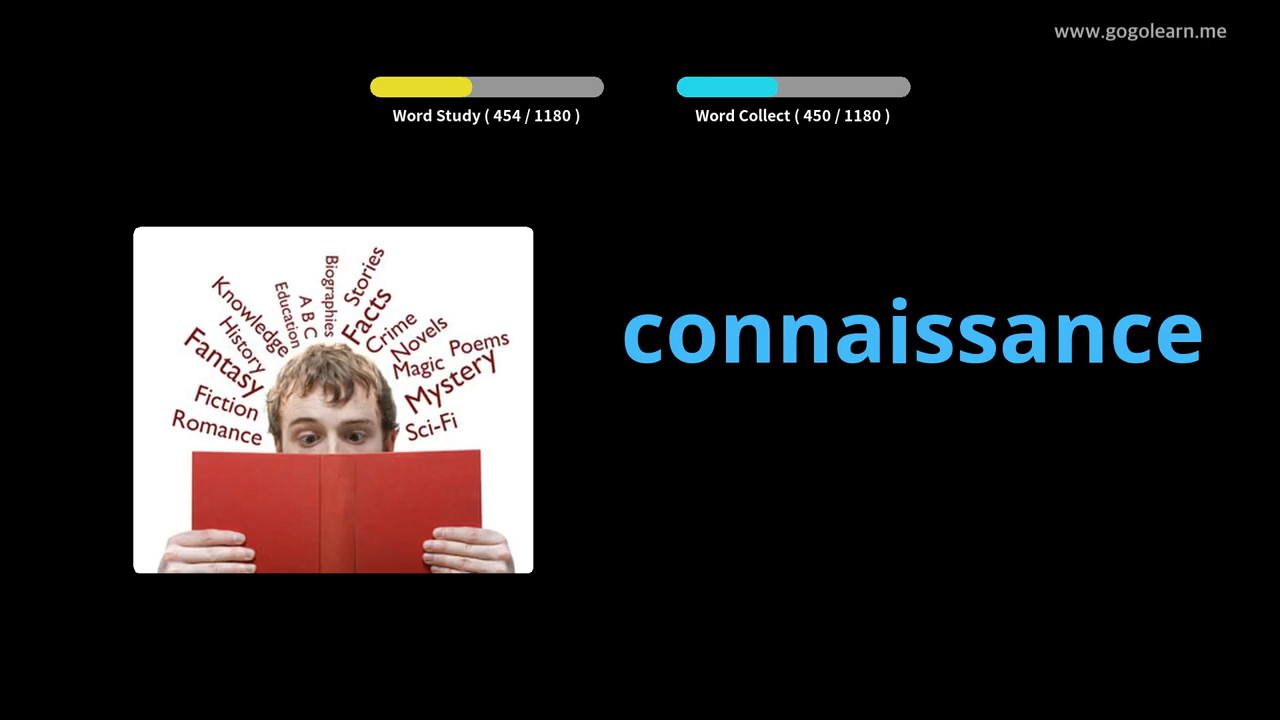 www.gogolearn.me
Word Study ( 454 / 1180 )
Word Collect ( 450 / 1180 )
connaissance
Biographies
Stories
Education
A B C
Facts
Knowledge
History
Crime
Novels
Fantasy
Magic
Poems
Mystery
Fiction
Romance
Sci-Fi